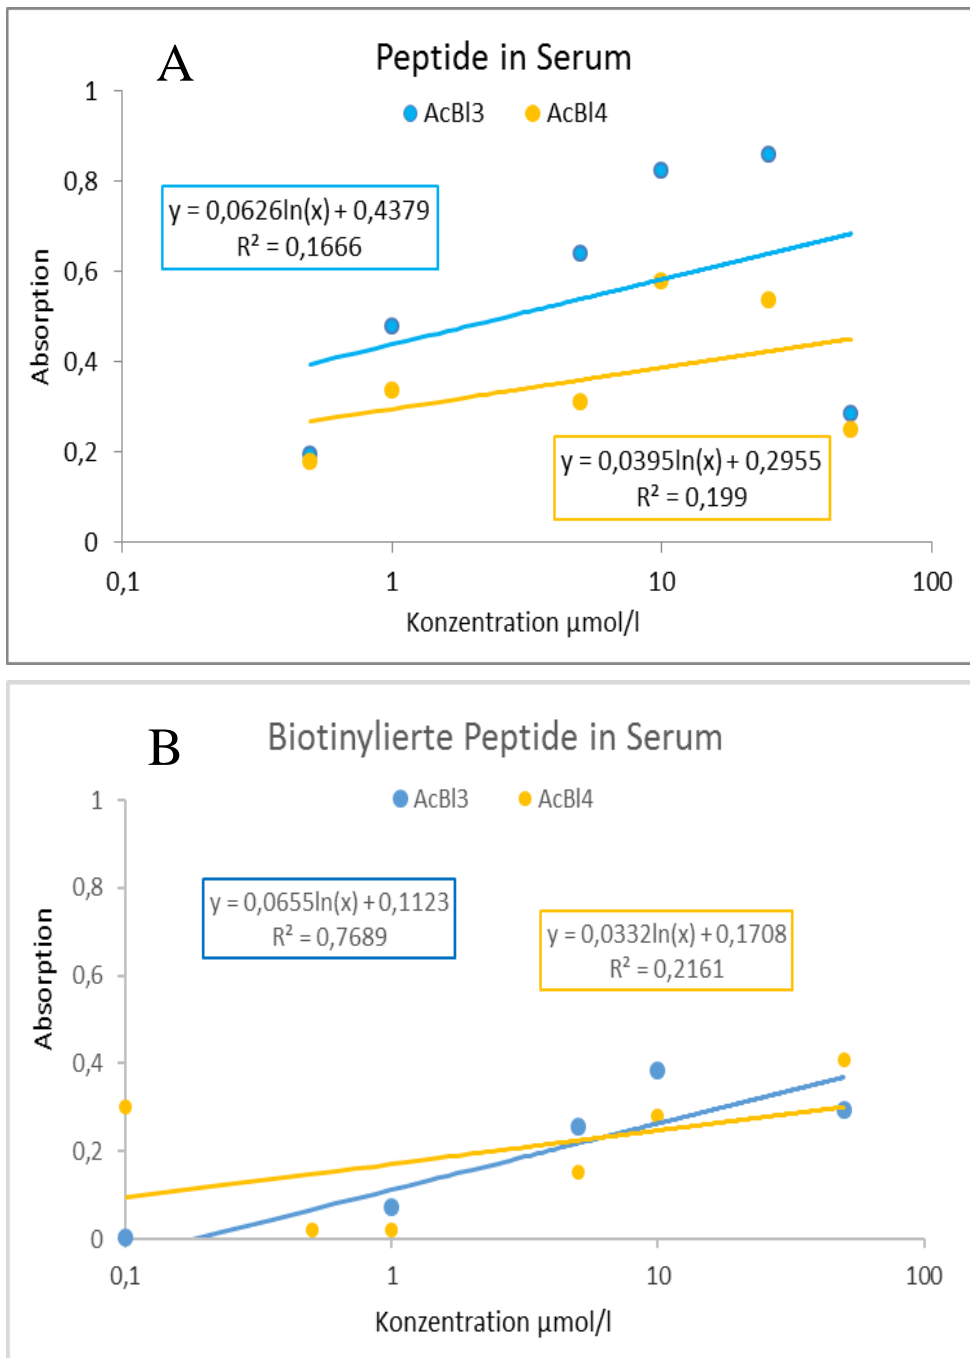 A
Peptide in Serum
AcBl3 AcBl4
1
0,8
0,6
0,4
0,2
0
Absorption
y = 0,0626ln(x) + 0,4379
R² = 0,1666
y = 0,0395ln(x) + 0,2955
R² = 0,199
0,1 1 10 100
Konzentration µmol/l
B
Biotinylierte Peptide in Serum
AcBl3 AcBl4
1
0,8
0,6
0,4
0,2
0
Absorption
y = 0,0655ln(x) + 0,1123
R² = 0,7689
y = 0,0332ln(x) + 0,1708
R² = 0,2161
0,1 1 10 100
Konzentration µmol/l